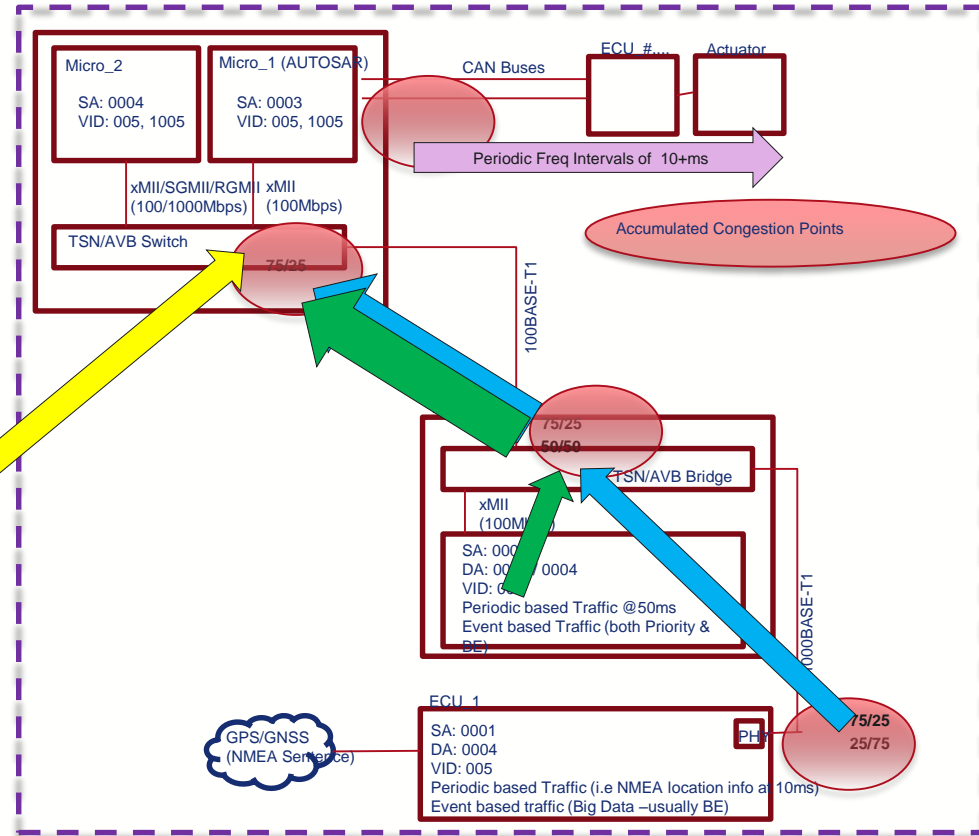 Micro_2
SA: 0004
VID: 005, 1005
Micro_1 (AUTOSAR)
SA: 0003
VID: 005, 1005
CAN Buses
ECU_#....
Actuator
Periodic Freq Intervals of 10+ms
Accumulated Congestion Points
xMII/SGMII/RGMII
(100/1000Mbps)
xMII
(100Mbps)
TSN/AVB Switch
75/25
100BASE-T1
75/25
50/50
TSN/AVB Bridge
xMII
SA:
DA: 0004
VID:
Periodic based Traffic @50ms
Event based Traffic (both Priority &
BE)
000BASE-T1
ECU_1
SA: 0001
DA: 0004
VID: 005
Periodic based Traffic (i.e NMEA location info at 10ms)
Event based traffic (Big Data –usually BE)
PHY
75/25
25/75
GPS/GNSS
(NMEA Sentence)